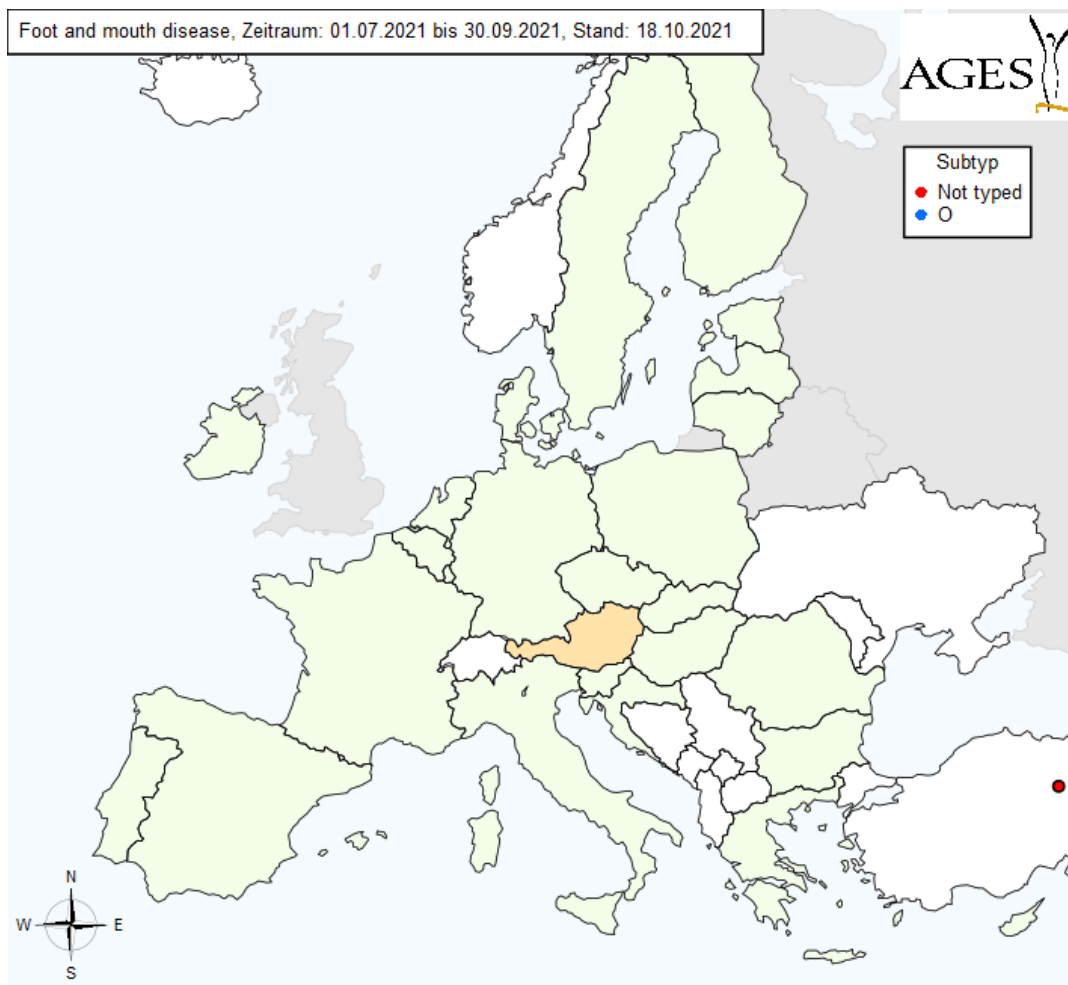 Foot and mouth disease, Zeitraum: 01.07.2021 bis 30.09.2021, Stand: 18.10.2021
AGES
Subtyp
Not typed
O
N
W E
S